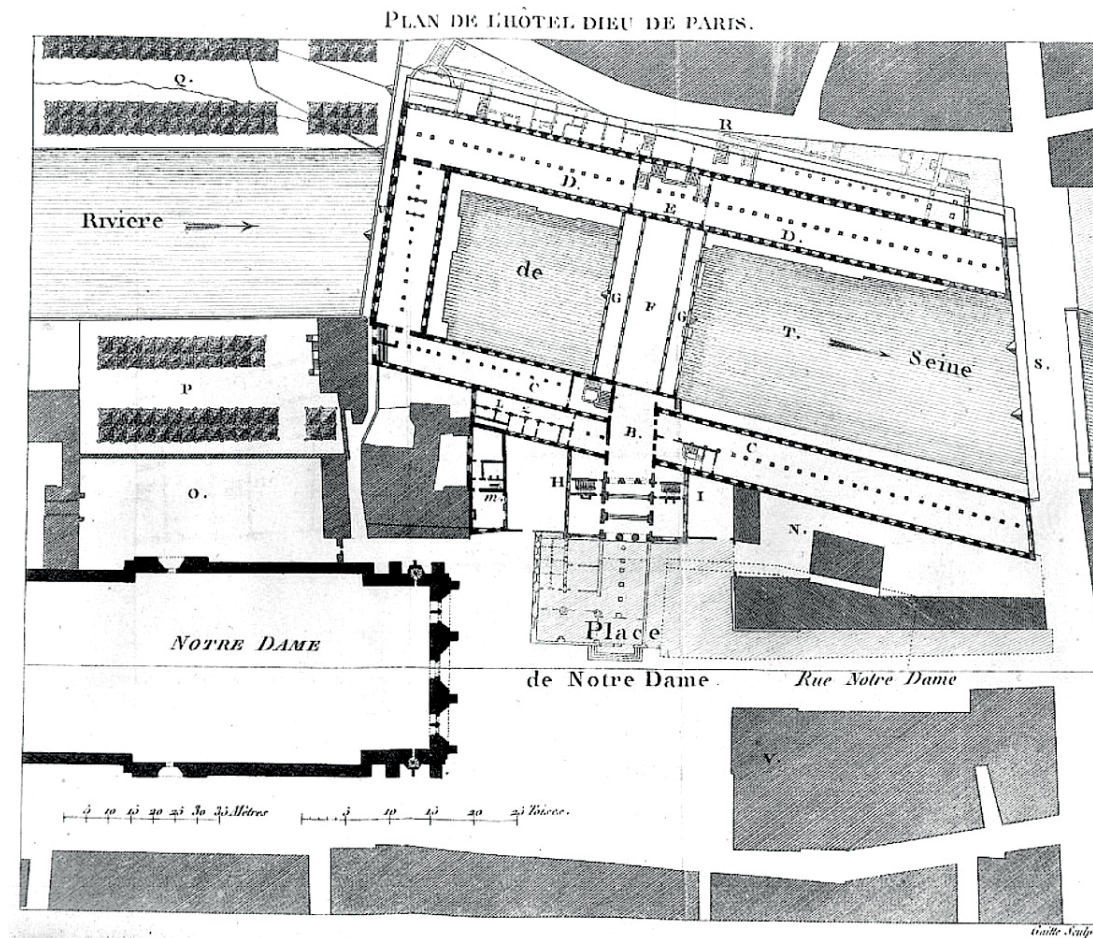 PLAN DE L'HÔTEL DIEU DE PARIS.
Q.
R
Riviere
D.
E
D.
de
G
F
G
T.
Seine
S.
P
C
L
B.
C
O.
H
I
m.
N.
NOTRE DAME
Place
de Notre Dame.
Rue Notre Dame
V.
5 10 15 20 25 30 35 Mètres
5 10 15 20 25 Toises.
Gaitte Sculp